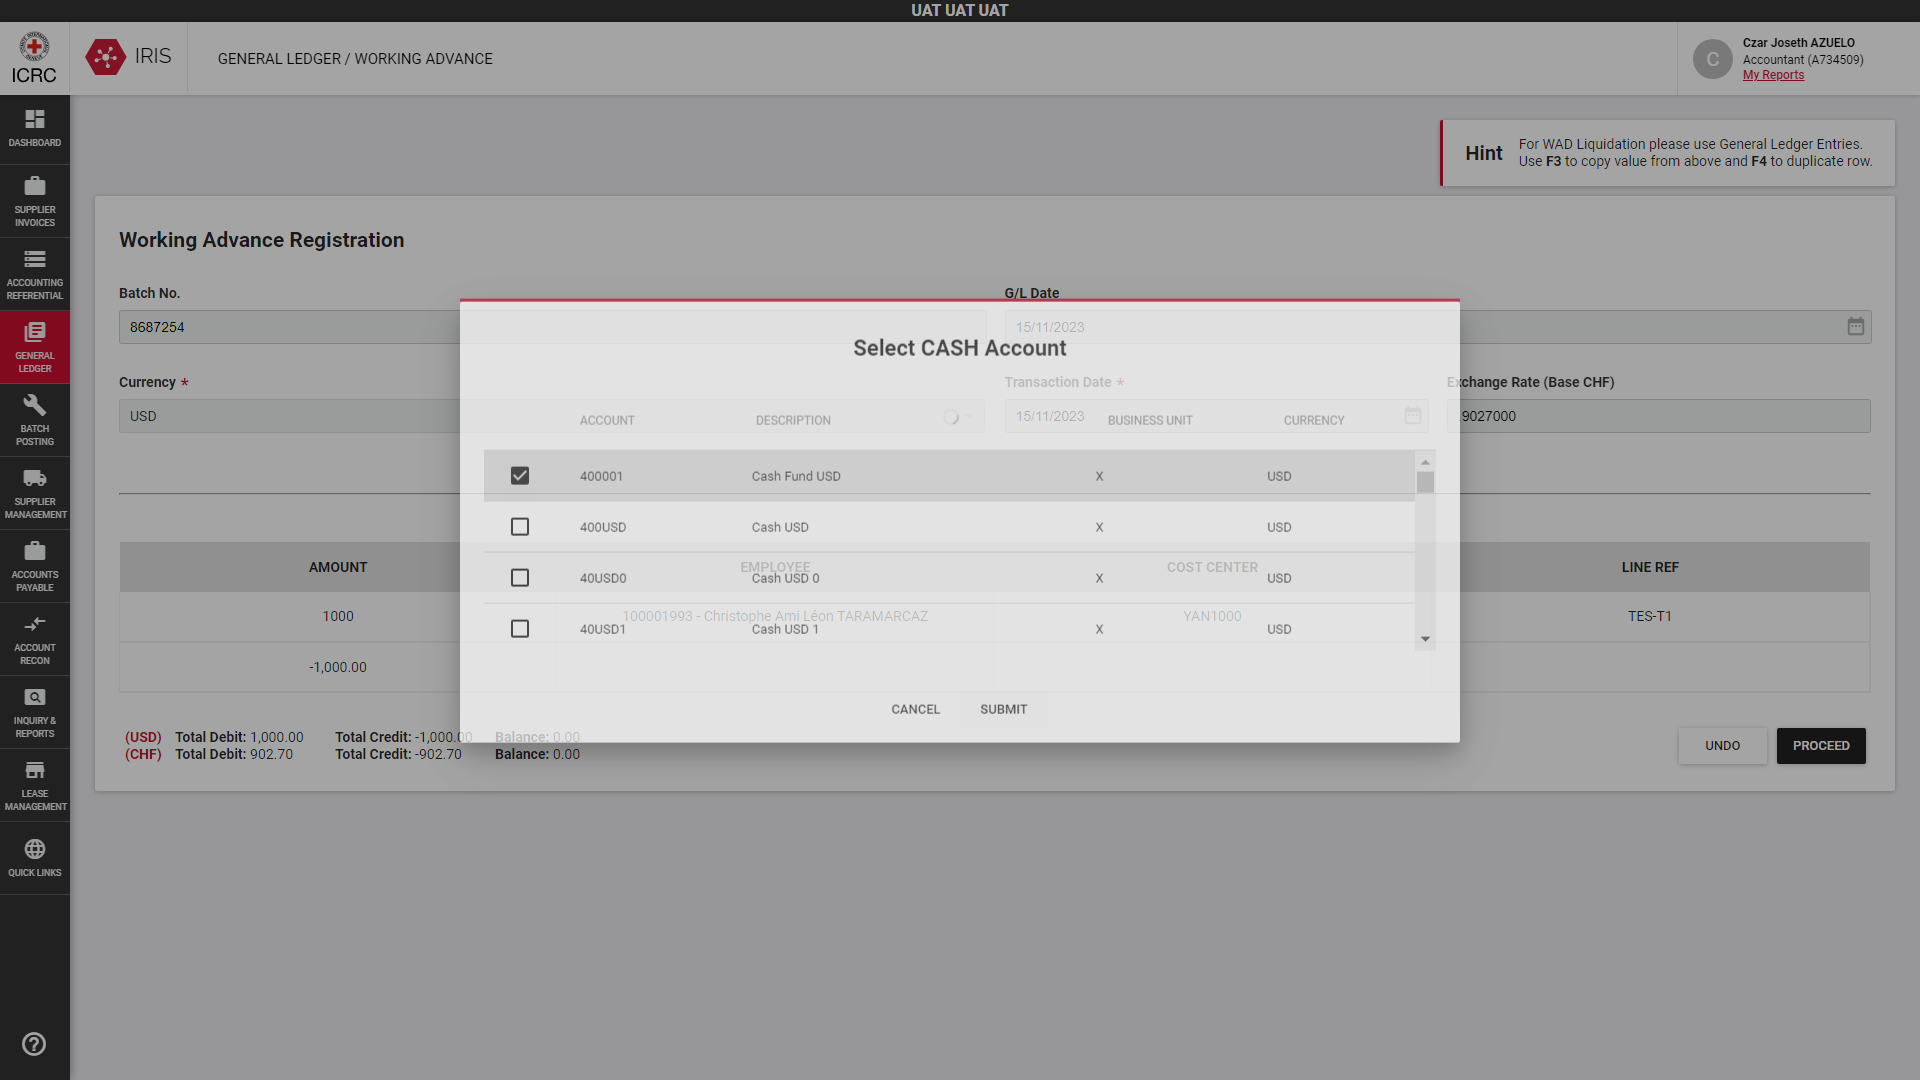 UAT UAT UAT
ICRC
IRIS
GENERAL LEDGER / WORKING ADVANCE
C
Czar Joseth AZUELO
Accountant (A734509)
My Reports
DASHBOARD
SUPPLIER
INVOICES
ACCOUNTING
REFERENTIAL
GENERAL
LEDGER
BATCH
POSTING
SUPPLIER
MANAGEMENT
ACCOUNTS
PAYABLE
ACCOUNT
RECON
INQUIRY &
REPORTS
LEASE
MANAGEMENT
QUICK LINKS
Hint
For WAD Liquidation please use General Ledger Entries.
Use F3 to copy value from above and F4 to duplicate row.
Working Advance Registration
Batch No.
G/L Date
8687254
15/11/2023
Currency *
Transaction Date *
Exchange Rate (Base CHF)
USD
15/11/2023
9027000
Select CASH Account
ACCOUNT DESCRIPTION BUSINESS UNIT CURRENCY
400001 Cash Fund USD X USD
400USD Cash USD X USD
40USD0 Cash USD 0 X USD
40USD1 Cash USD 1 X USD
CANCEL SUBMIT
AMOUNT EMPLOYEE COST CENTER LINE REF
1000 100001993 - Christophe Ami Léon TARAMARCAZ YAN1000 TES-T1
-1,000.00
(USD) Total Debit: 1,000.00 Total Credit: -1,000.00 Balance: 0.00
(CHF) Total Debit: 902.70 Total Credit: -902.70 Balance: 0.00
UNDO PROCEED